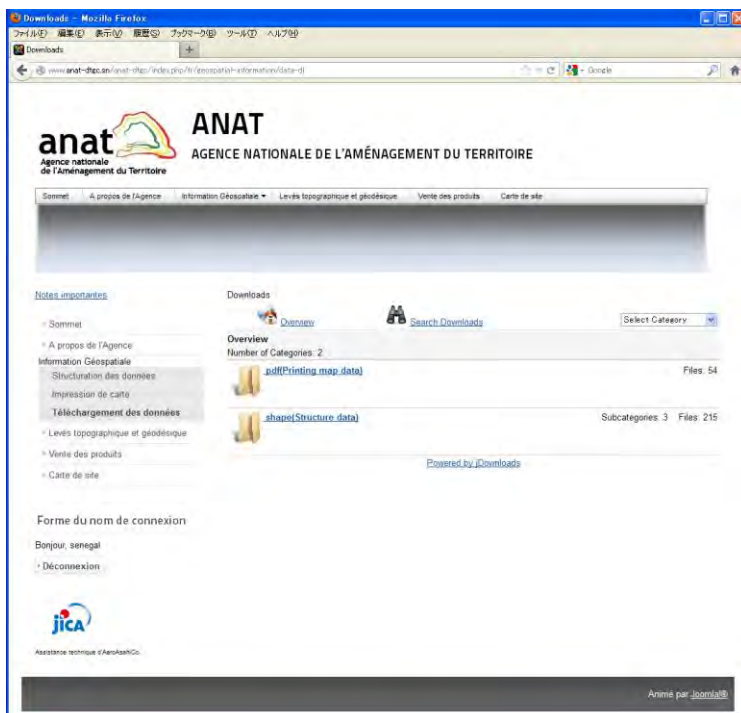 Downloads - Mozilla Firefox
ファイル(F) 編集(E) 表示(V) 履歴(S) ブックマーク(B) ツール(T) ヘルプ(H)
Downloads
Google
anat
Agence nationale
de l'Aménagement du Territoire
ANAT
AGENCE NATIONALE DE L'AMÉNAGEMENT DU TERRITOIRE
Sommet A propos de l'Agence Information Géospatiale Levés topographique et géodésique Vente des produits Carte de site
Notes importantes
Sommet
A propos de l'Agence
Information Géospatiale
Structuration des données
Impression de carte
Téléchargement des données
Levés topographique et géodésique
Vente des produits
Carte de site
Forme du nom de connexion
Bonjour, senegal
Déconnexion
jica
Assistance technique d'AeroAsahiCo.
Downloads
Overview Search Downloads Select Category
Overview
Number of Categories: 2
pdf(Printing map data) Files: 54
shape(Structure data) Subcategories: 3 Files: 215
Powered by jDownloads
Animé par Joomla!®